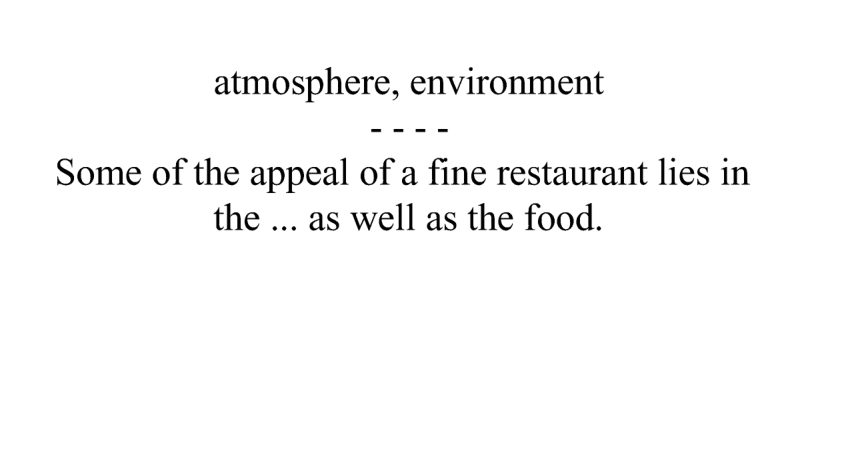 atmosphere, environment
- - - -
Some of the appeal of a fine restaurant lies in
the ... as well as the food.